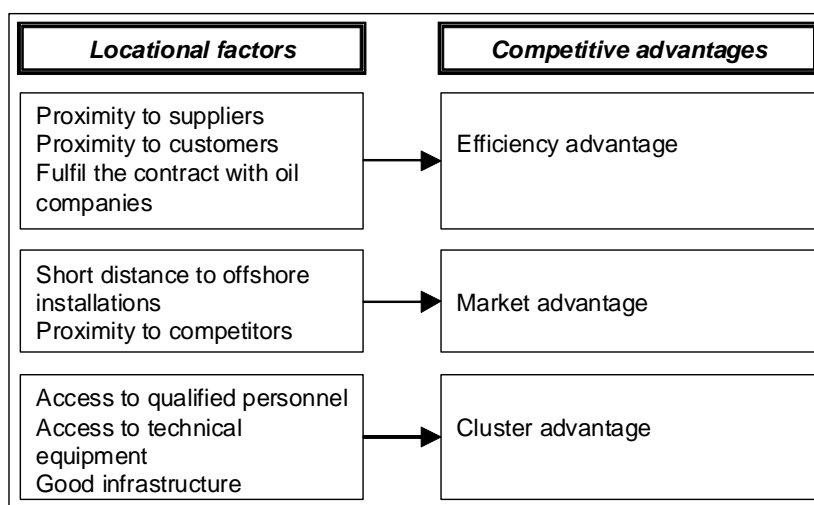 Locational factors
Competitive advantages
Proximity to suppliers
Proximity to customers
Fulfil the contract with oil
companies
Efficiency advantage
Short distance to offshore
installations
Proximity to competitors
Market advantage
Access to qualified personnel
Access to technical
equipment
Good infrastructure
Cluster advantage